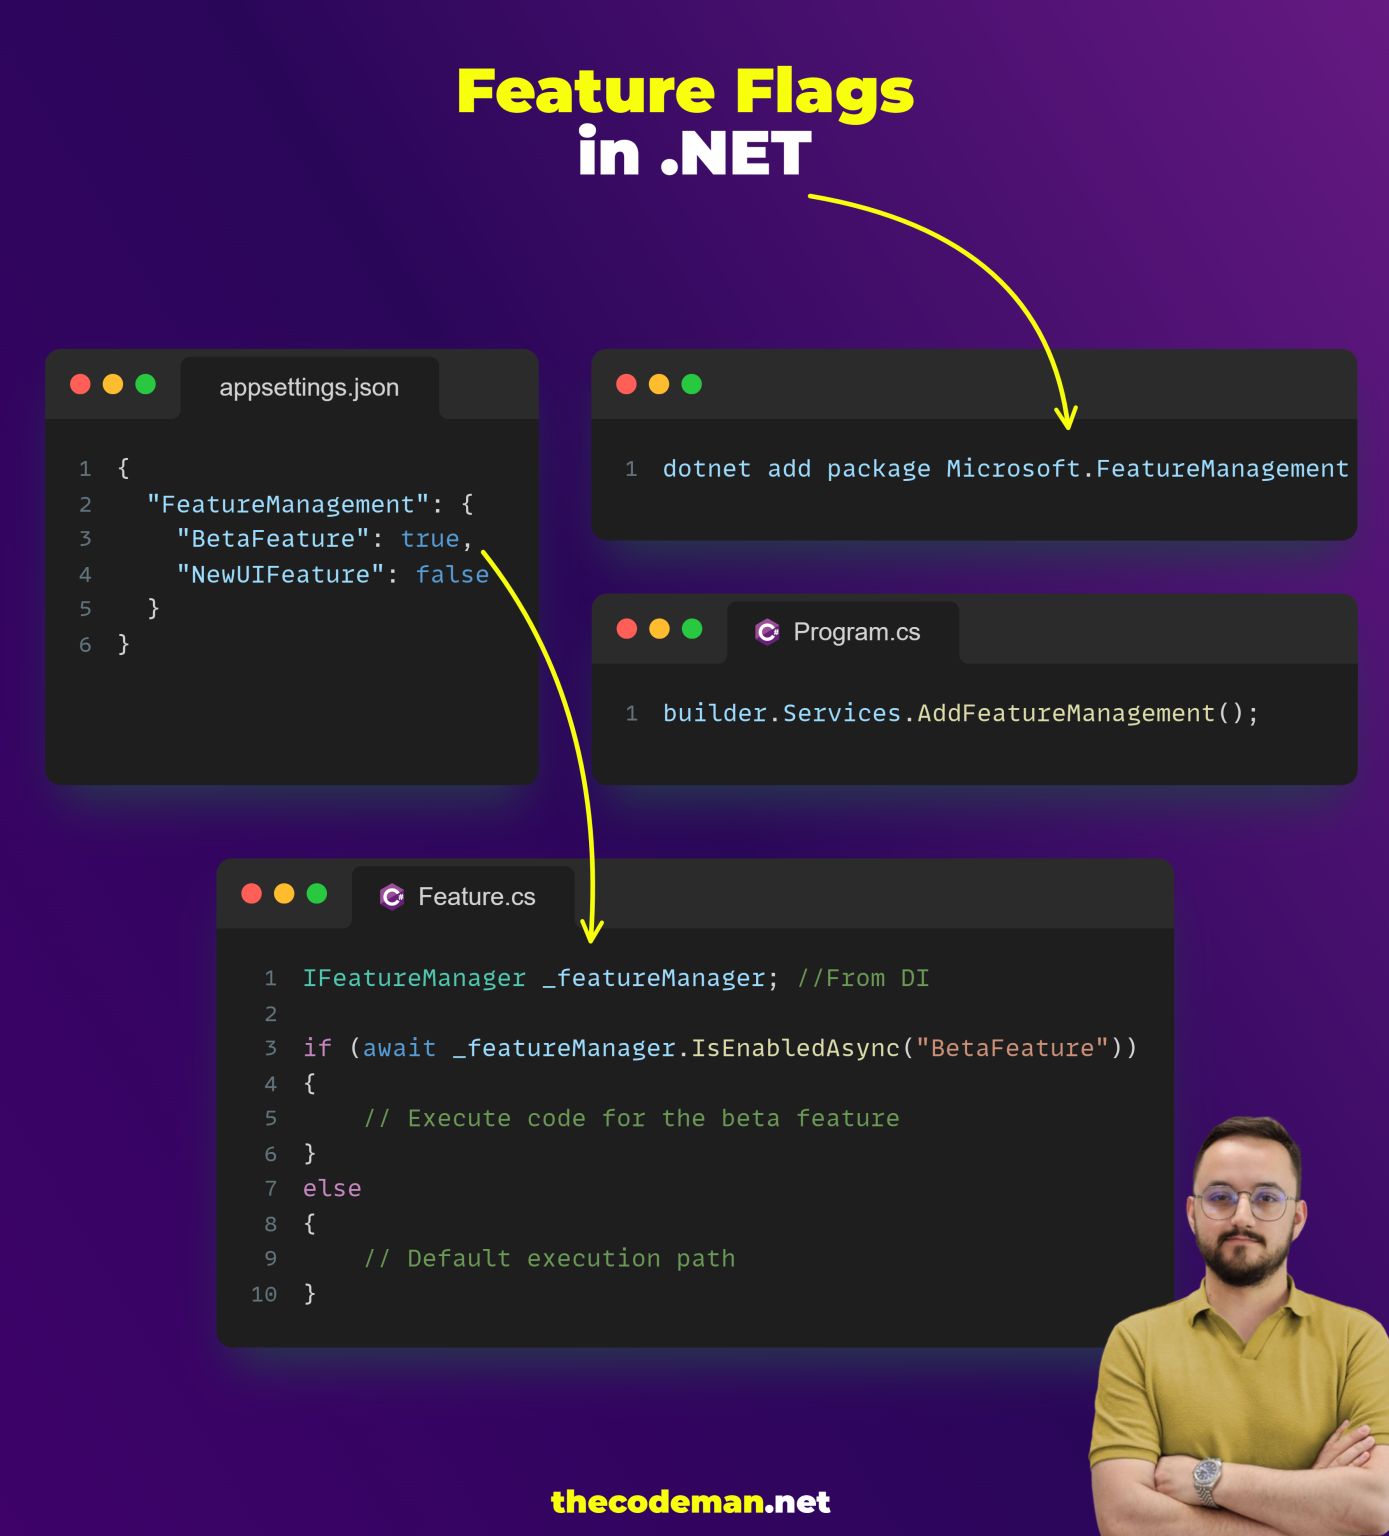 Feature Flags
in .NET
appsettings.json
1 {
2   "FeatureManagement": {
3     "BetaFeature": true,
4     "NewUIFeature": false
5   }
6 }
1 dotnet add package Microsoft.FeatureManagement
Program.cs
1 builder.Services.AddFeatureManagement();
Feature.cs
1 IFeatureManager _featureManager; //From DI
2
3 if (await _featureManager.IsEnabledAsync("BetaFeature"))
4 {
5     // Execute code for the beta feature
6 }
7 else
8 {
9     // Default execution path
10 }
thecodeman.net